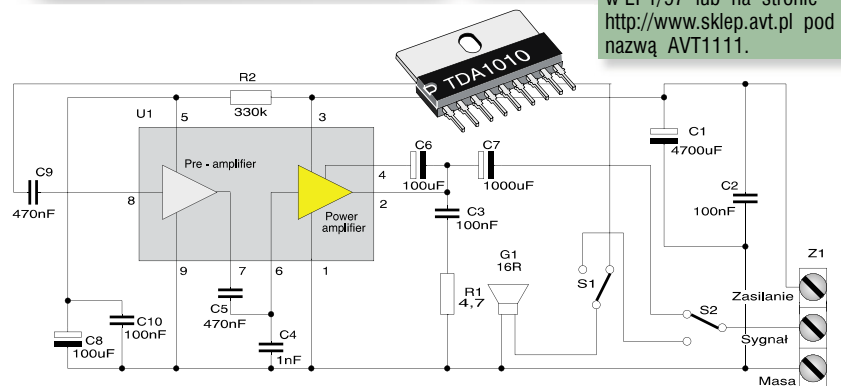 w EP1/97 lub na stronie
http://www.sklep.avt.pl pod
nazwą AVT1111.
TDA1010
R2
330k
U1
5
3
C9
470nF
8
Pre - amplifier
Power
amplifier
4
2
C6
100uF
C7
1000uF
C1
4700uF
C2
100nF
C3
100nF
9
7
6
1
C5
470nF
C4
1nF
C10
100nF
C8
100uF
R1
4,7
G1
16R
S1
S2
Z1
Zasilanie
Sygnał
Masa